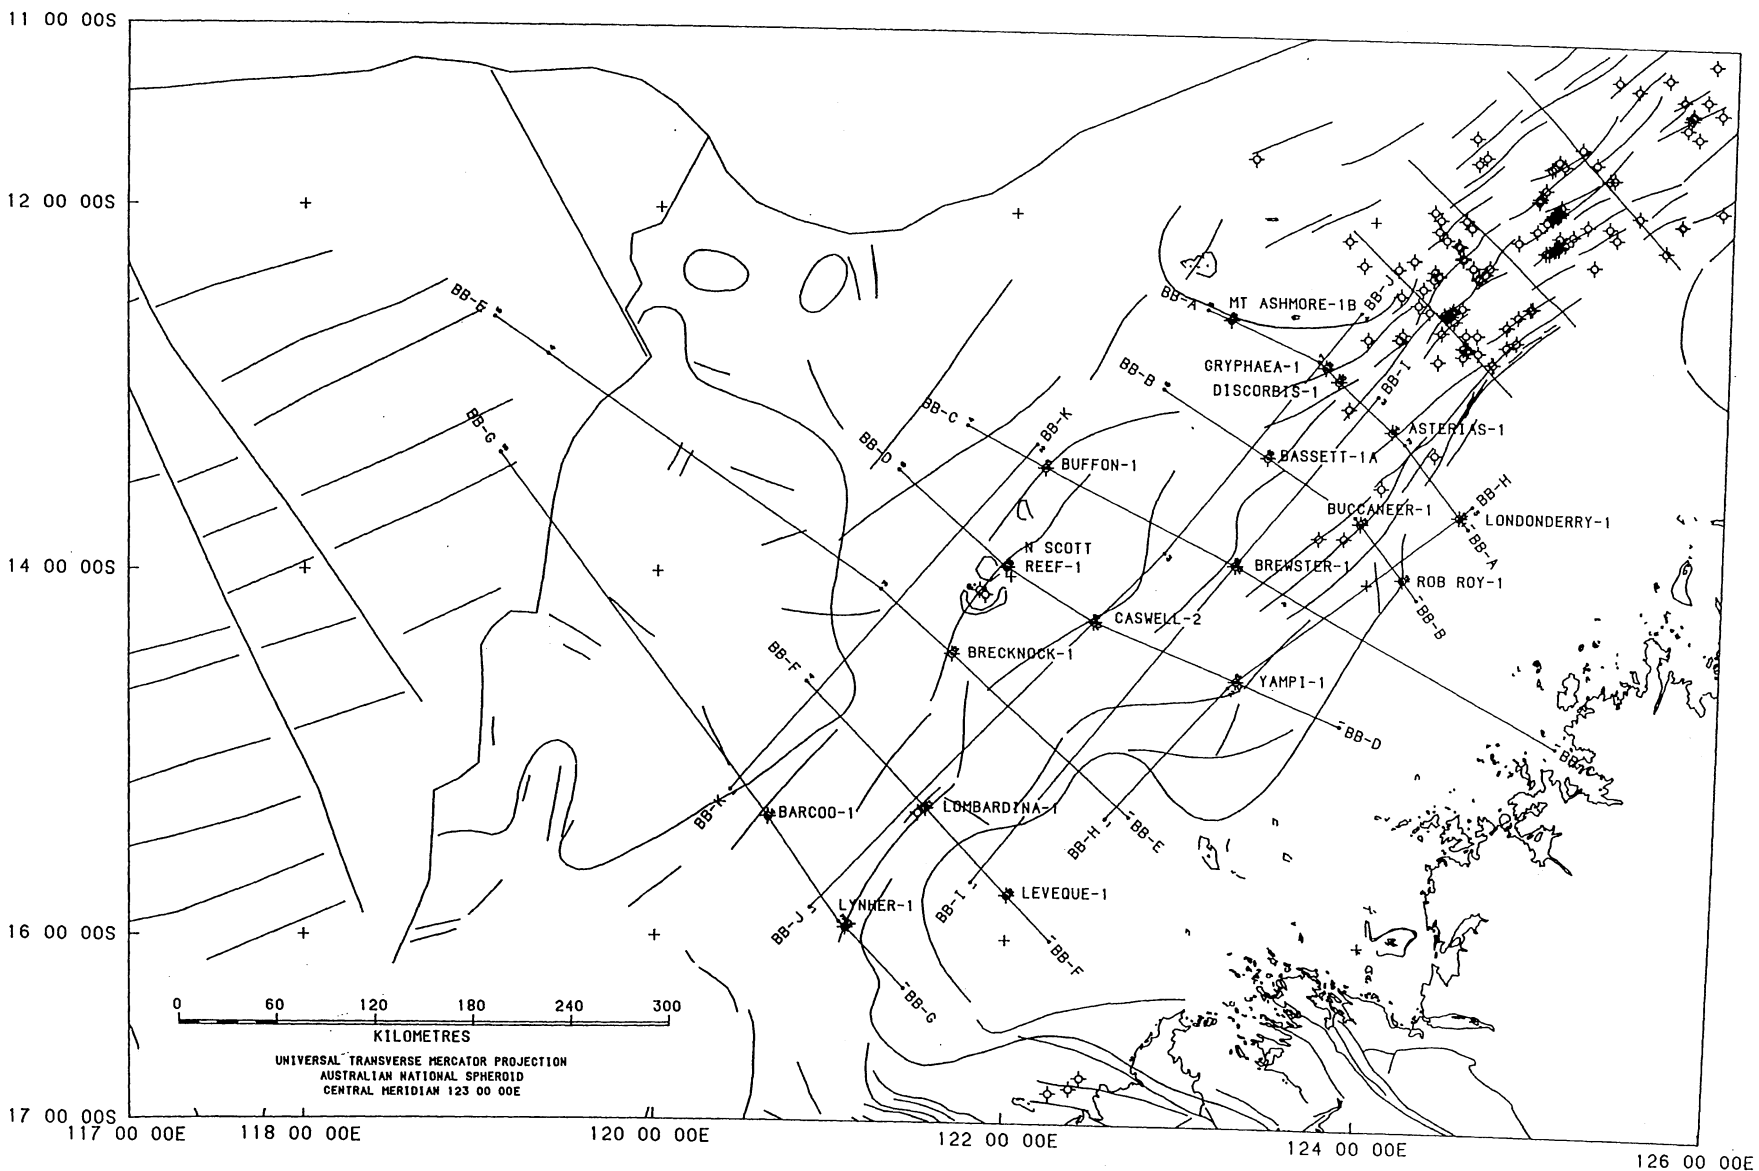 11 00 00S
12 00 00S
BB-E
BB-A
MT ASHMORE-1B
BB-J
GRYPHAEA-1
BB-B
DISCORBIS-1
BB-I
BB-G
BB-C
BB-K
BB-D
ASTERIAS-1
BUFFON-1
BASSETT-1A
BB-H
BUCCANEER-1
LONDONDERRY-1
BB-A
N SCOTT
REEF-1
14 00 00S
BREWSTER-1
ROB ROY-1
BB-B
CASWELL-2
BB-F
BRECKNOCK-1
YAMPI-1
BB-D
BB-C
BB-K
BARCOO-1
LOMBARDINA-1
BB-H
BB-E
BB-I
LEVEQUE-1
LYNHER-1
BB-J
16 00 00S
BB-F
BB-G
0 60 120 180 240 300
KILOMETRES
UNIVERSAL TRANSVERSE MERCATOR PROJECTION
AUSTRALIAN NATIONAL SPHEROID
CENTRAL MERIDIAN 123 00 00E
17 00 00S
117 00 00E
118 00 00E
120 00 00E
122 00 00E
124 00 00E
126 00 00E